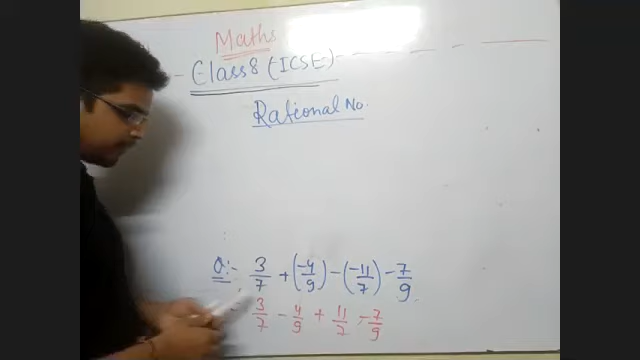 Maths
Class 8 (ICSE)
Rational No.
Q:- 3/7 + (-4/9) - (-11/7) - 7/9.
3/7 - 4/9 + 11/7 - 7/9